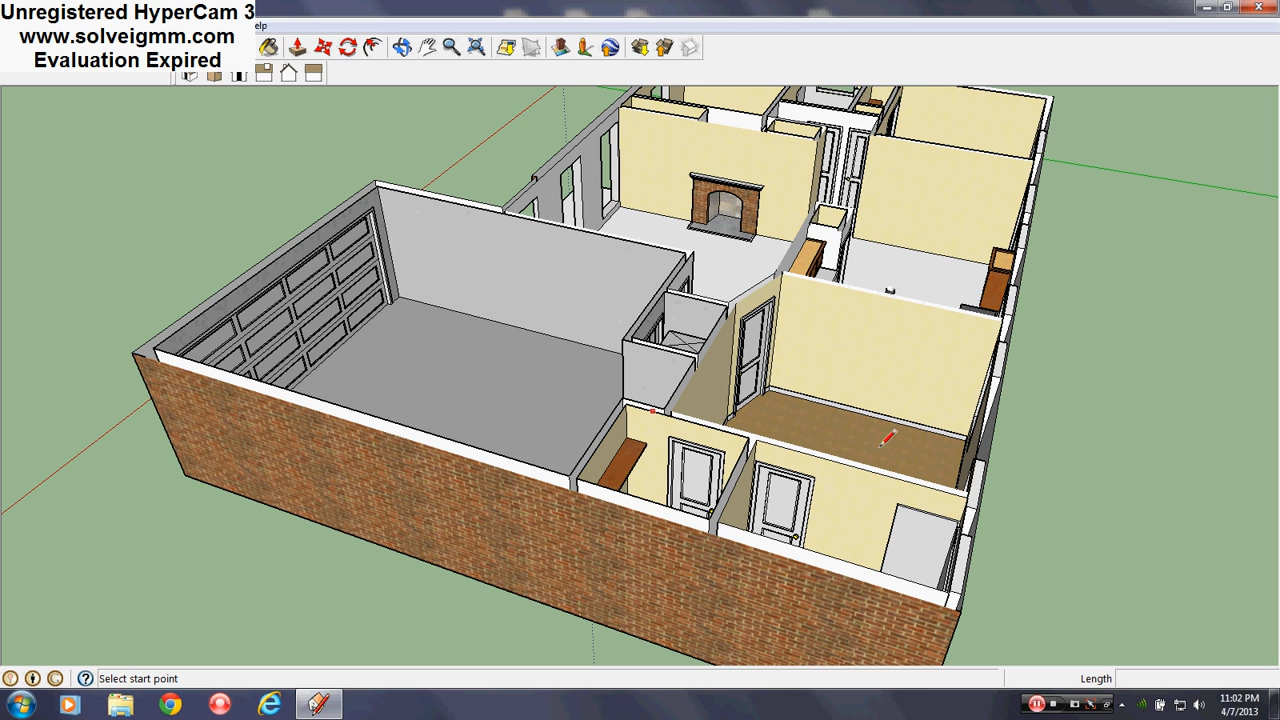 Unregistered HyperCam 3
www.solveigmm.com
Evaluation Expired
elp
Select start point
Length
11:02 PM
4/7/2013